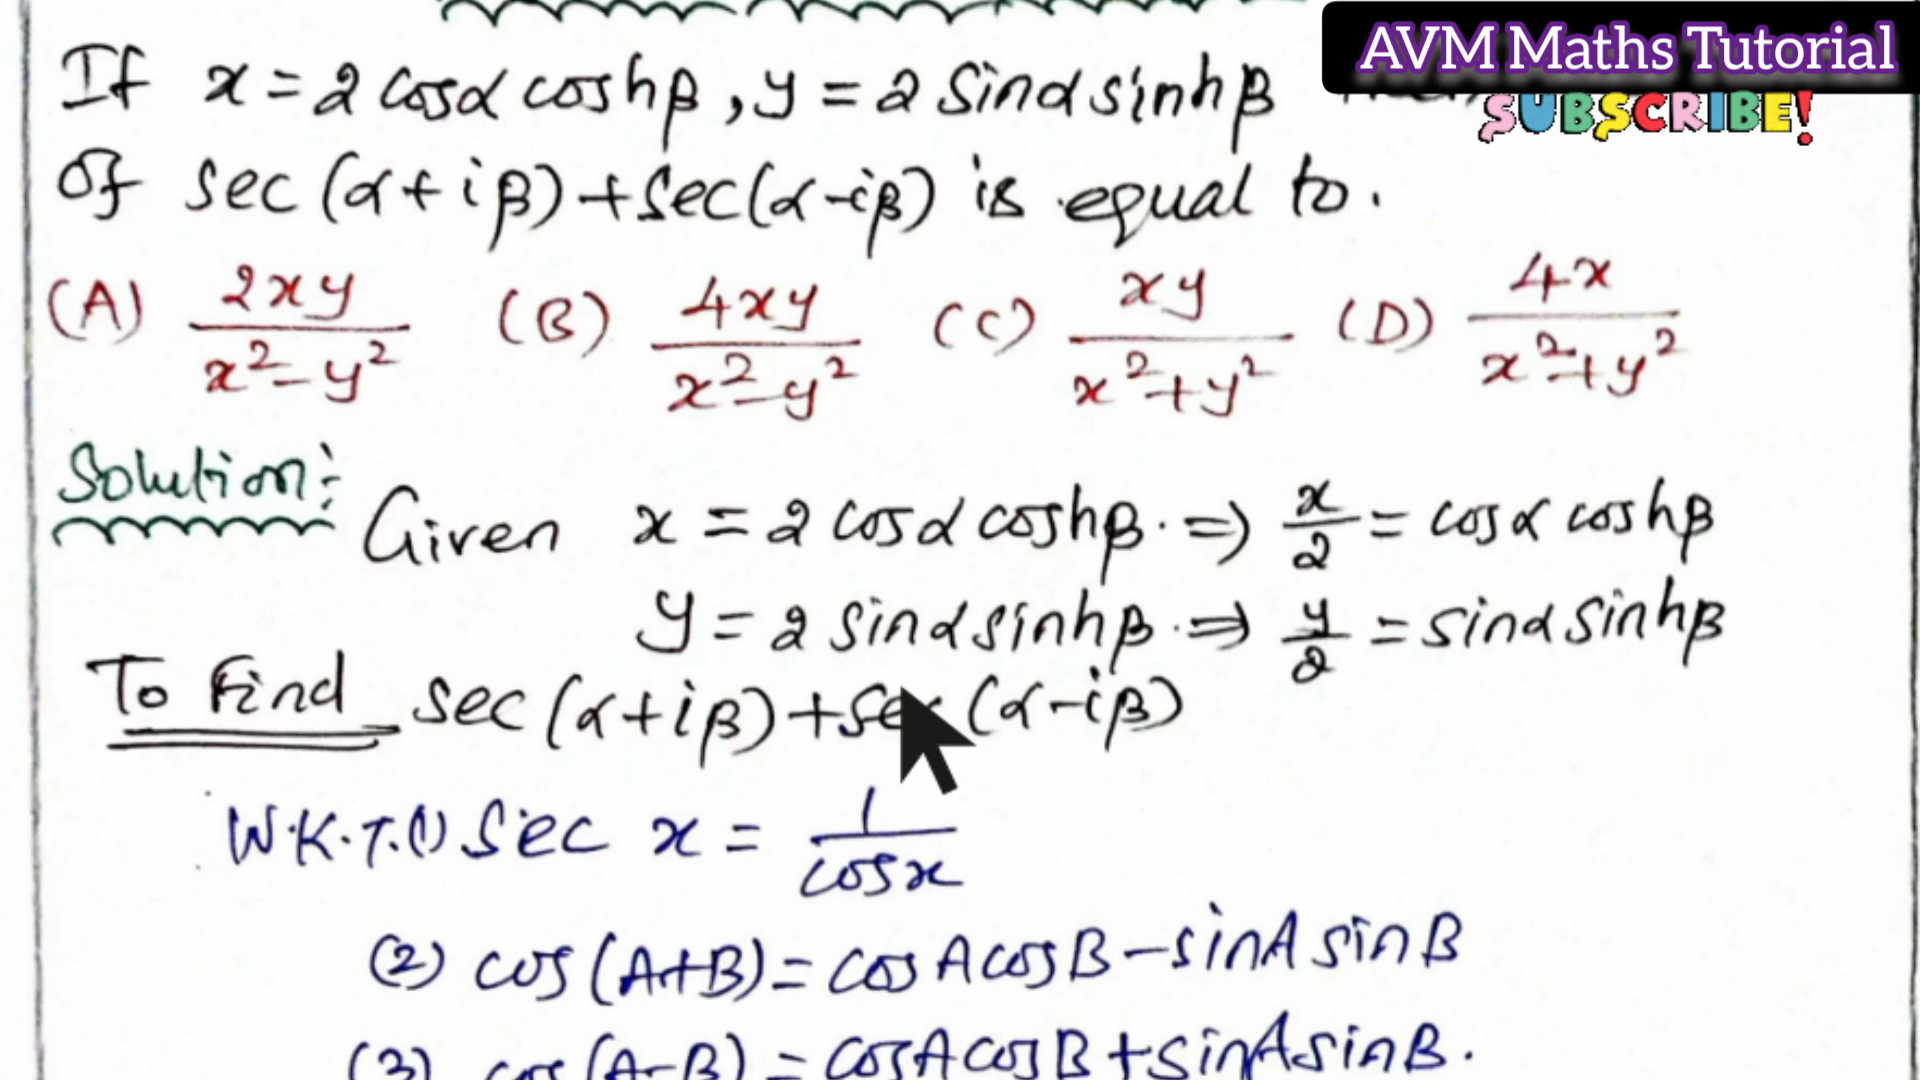 AVM Maths Tutorial
SUBSCRIBE!
If x = 2 cosα coshβ, y = 2 sinα sinhβ
of sec(α+iβ)+sec(α-iβ) is equal to.
(A) 2xy/(x²-y²) (B) 4xy/(x²-y²) (C) xy/(x²+y²) (D) 4x/(x²+y²)
Solution:-
Given x = 2 cosα coshβ. ⇒ x/2 = cosα coshβ
y = 2 sinα sinhβ. ⇒ y/2 = sinα sinhβ
To Find sec(α+iβ)+sec(α-iβ)
W.K.T.(1) Sec x = 1/cosx
(2) cos(A+B) = cosA cosB - sinA sinB
(3) cos(A-B) = cosA cosB + sinA sinB.